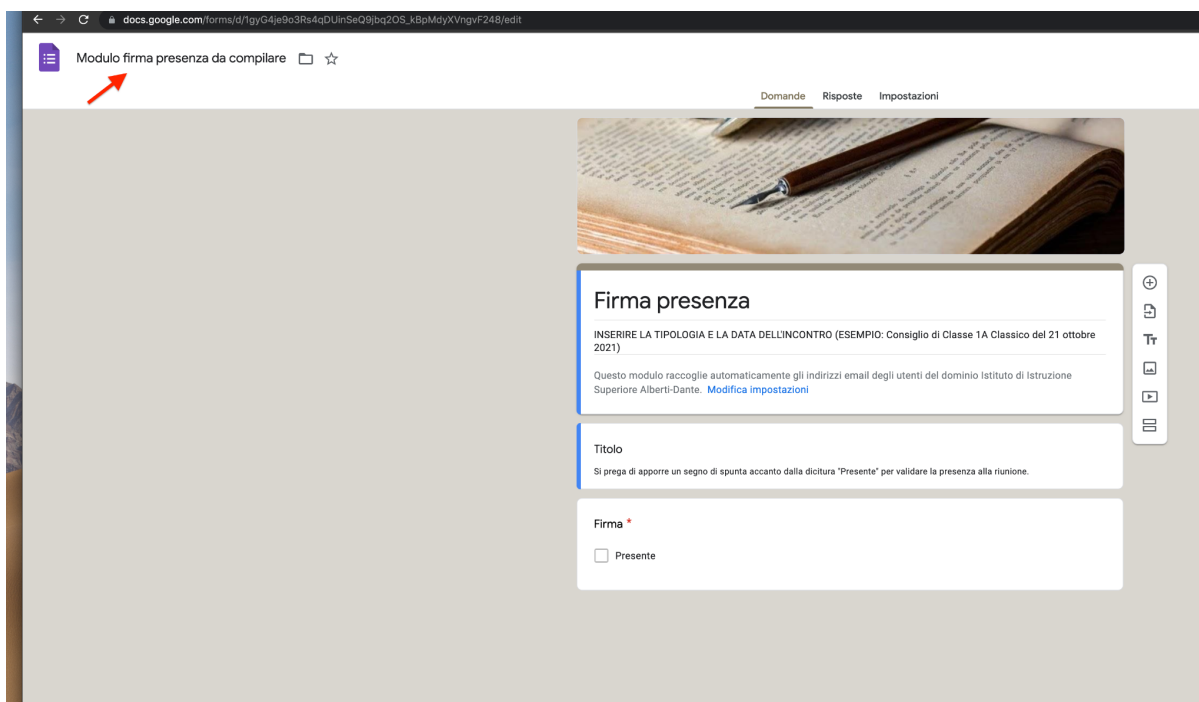 docs.google.com/forms/d/1gyG4je9o3Rs4qDUinSeQ9jbq2OS_kBpMdyXVngvF248/edit
Modulo firma presenza da compilare
Domande Risposte Impostazioni
Firma presenza
INSERIRE LA TIPOLOGIA E LA DATA DELL'INCONTRO (ESEMPIO: Consiglio di Classe 1A Classico del 21 ottobre
2021)
Questo modulo raccoglie automaticamente gli indirizzi email degli utenti del dominio Istituto di Istruzione
Superiore Alberti-Dante. Modifica impostazioni
Titolo
Si prega di apporre un segno di spunta accanto dalla dicitura "Presente" per validare la presenza alla riunione.
Firma *
Presente